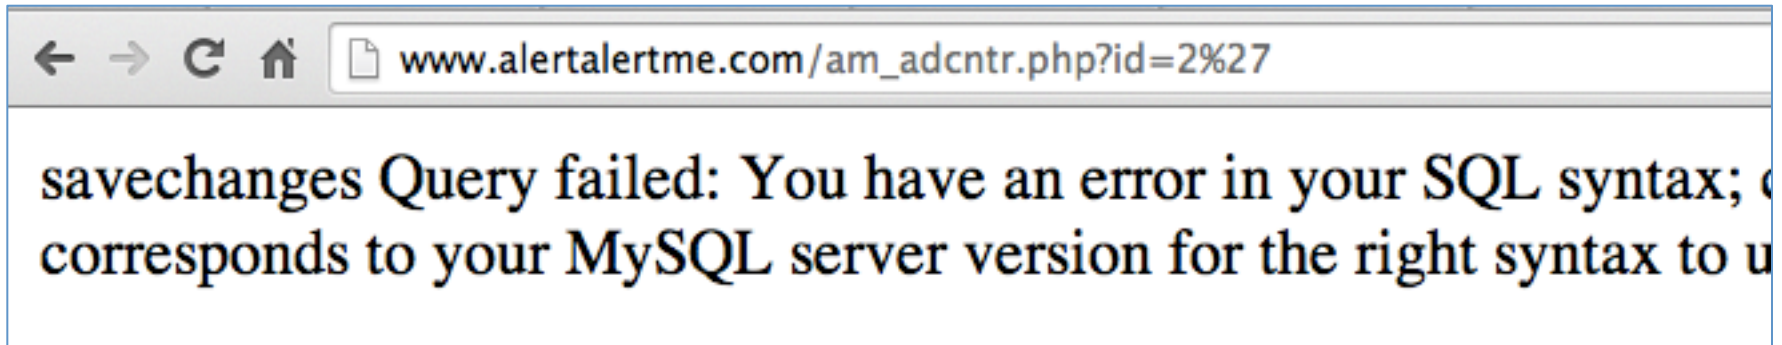 www.alertalertme.com/am_adcntr.php?id=2%27
savechanges Query failed: You have an error in your SQL syntax;
corresponds to your MySQL server version for the right syntax to